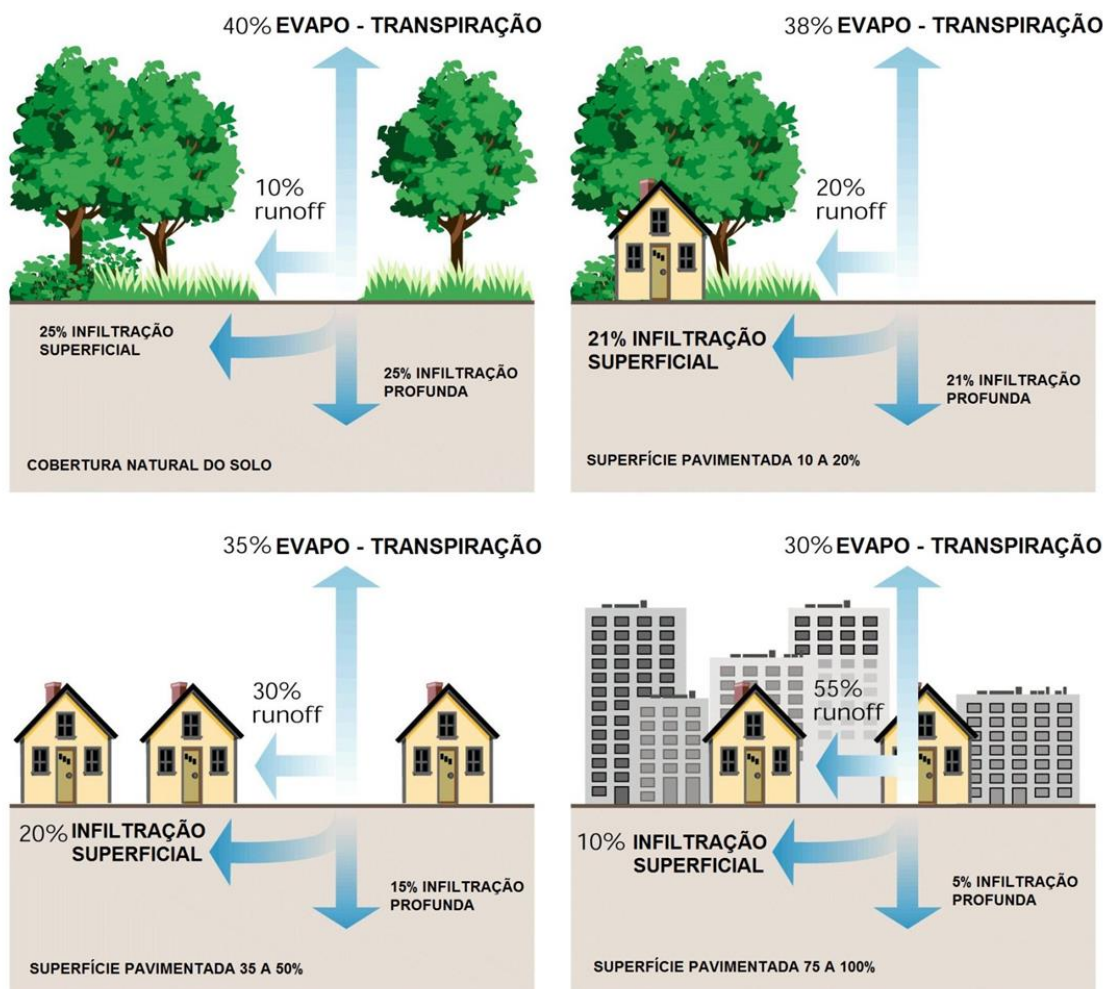 40% EVAPO - TRANSPIRAÇÃO
10%
runoff
25% INFILTRAÇÃO
SUPERFICIAL
25% INFILTRAÇÃO
PROFUNDA
COBERTURA NATURAL DO SOLO
38% EVAPO - TRANSPIRAÇÃO
20%
runoff
21% INFILTRAÇÃO
SUPERFICIAL
21% INFILTRAÇÃO
PROFUNDA
SUPERFÍCIE PAVIMENTADA 10 A 20%
35% EVAPO - TRANSPIRAÇÃO
30%
runoff
20% INFILTRAÇÃO
SUPERFICIAL
15% INFILTRAÇÃO
PROFUNDA
SUPERFÍCIE PAVIMENTADA 35 A 50%
30% EVAPO - TRANSPIRAÇÃO
55%
runoff
10% INFILTRAÇÃO
SUPERFICIAL
5% INFILTRAÇÃO
PROFUNDA
SUPERFÍCIE PAVIMENTADA 75 A 100%